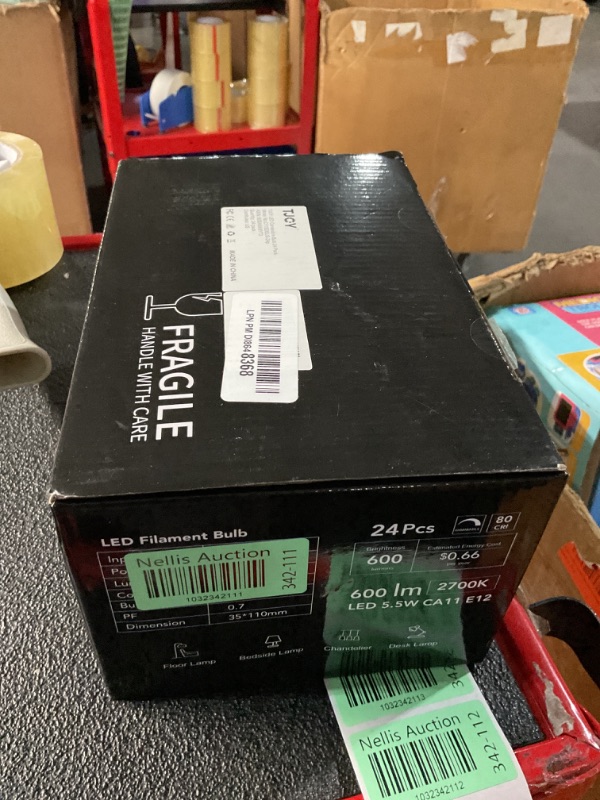 TJCY
MADE IN CHINA
LPN PM D0864 8368
FRAGILE
HANDLE WITH CARE
LED Filament Bulb
24Pcs
80
CRI
Brightness
600
Estimated Energy Cost
$0.66
Nellis Auction
342-111
1032342111
0.7
PF
35*110mm
Dimension
600 lm
2700K
LED 5.5W CA11 E12
Floor Lamp
Bedside Lamp
Chandelier
Desk Lamp
1032342113
Nellis Auction
342-112
1032342112